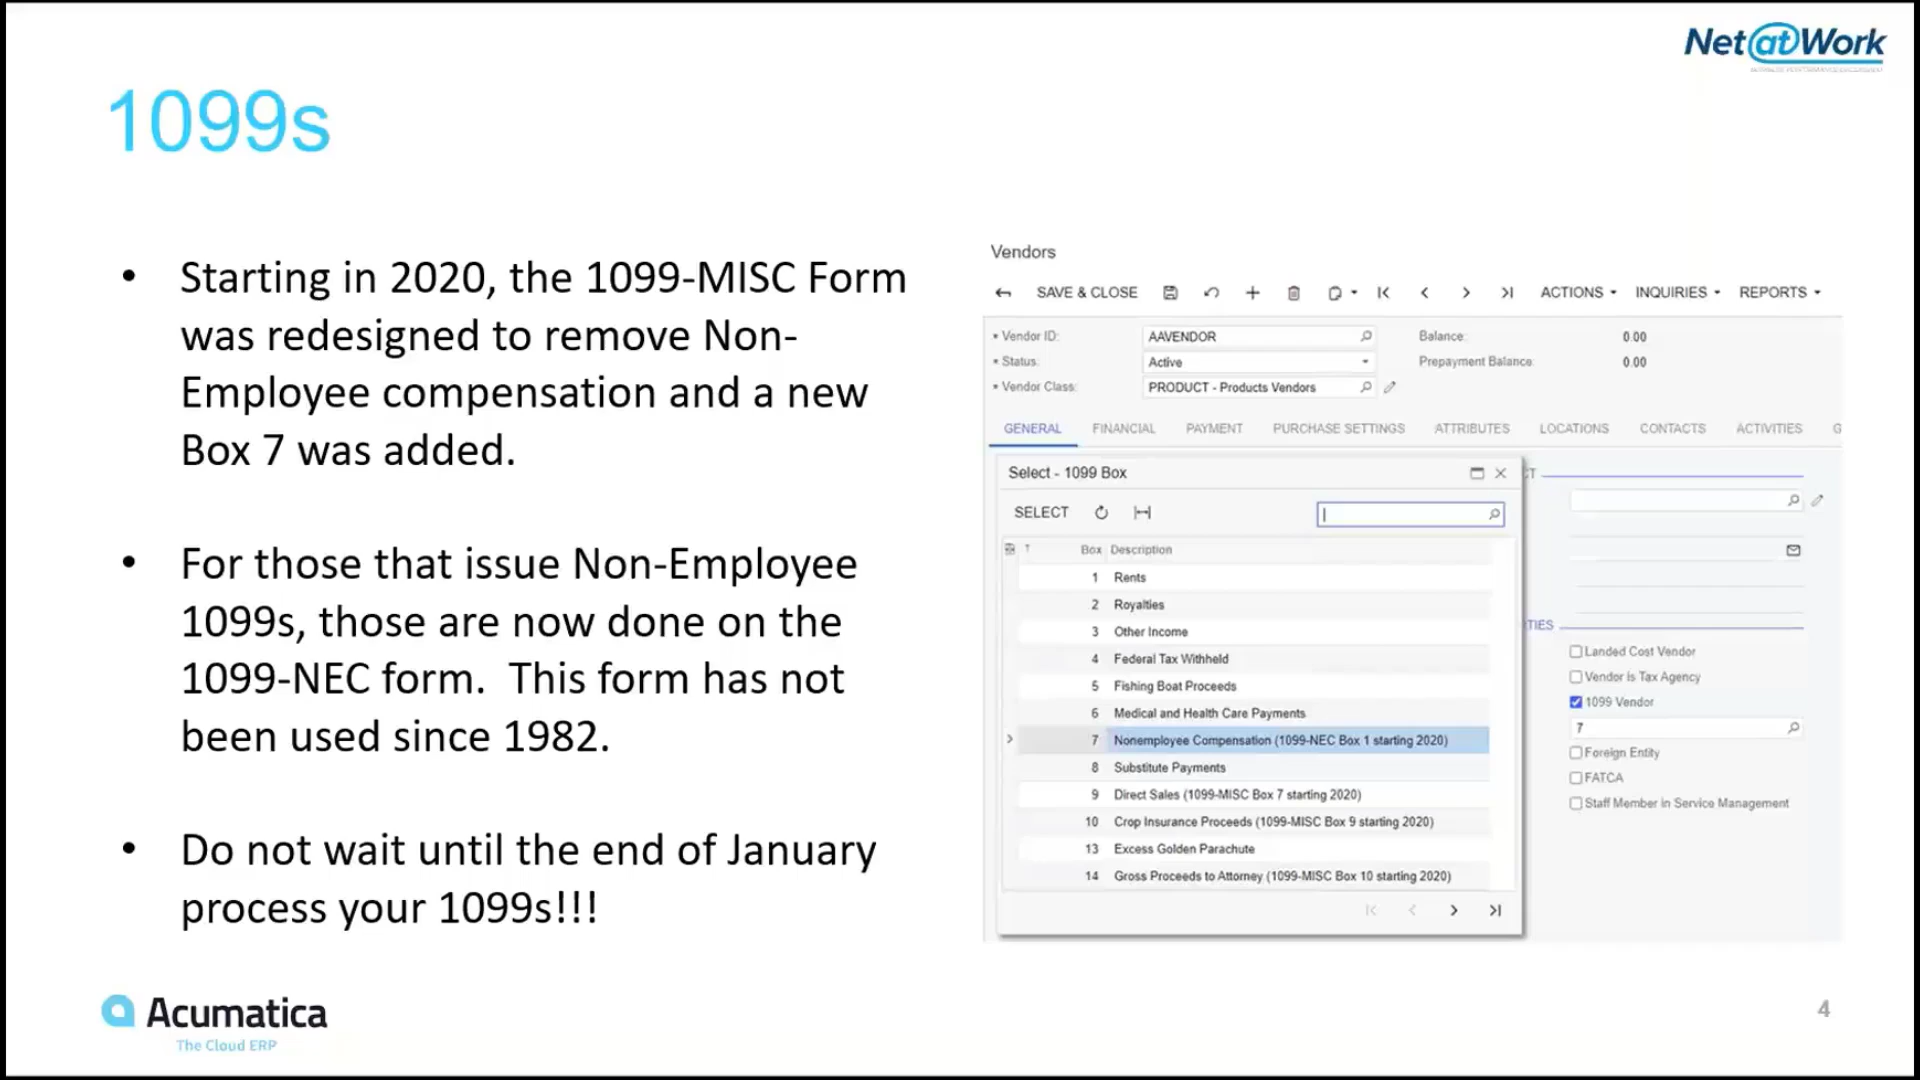 Net@Work
1099s
• Starting in 2020, the 1099-MISC Form
was redesigned to remove Non-
Employee compensation and a new
Box 7 was added.
• For those that issue Non-Employee
1099s, those are now done on the
1099-NEC form.  This form has not
been used since 1982.
• Do not wait until the end of January
process your 1099s!!!
Vendors
SAVE & CLOSE ACTIONS INQUIRIES REPORTS
* Vendor ID: AAVENDOR Balance: 0.00
* Status: Active Prepayment Balance: 0.00
* Vendor Class: PRODUCT - Products Vendors
GENERAL FINANCIAL PAYMENT PURCHASE SETTINGS ATTRIBUTES LOCATIONS CONTACTS ACTIVITIES G
Select - 1099 Box
SELECT
Box Description
1 Rents
2 Royalties
3 Other Income
4 Federal Tax Withheld
5 Fishing Boat Proceeds
6 Medical and Health Care Payments
7 Nonemployee Compensation (1099-NEC Box 1 starting 2020)
8 Substitute Payments
9 Direct Sales (1099-MISC Box 7 starting 2020)
10 Crop Insurance Proceeds (1099-MISC Box 9 starting 2020)
13 Excess Golden Parachute
14 Gross Proceeds to Attorney (1099-MISC Box 10 starting 2020)
CT
TIES
Landed Cost Vendor
Vendor is Tax Agency
1099 Vendor
7
Foreign Entity
FATCA
Staff Member in Service Management
Acumatica
The Cloud ERP
4